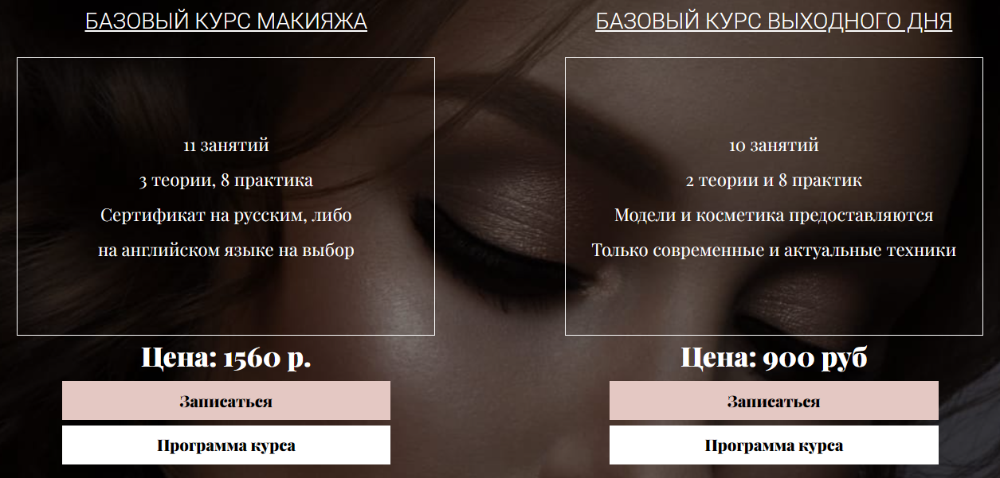 БАЗОВЫЙ КУРС МАКИЯЖА
11 занятий
3 теории, 8 практика
Сертификат на русским, либо
на английском языке на выбор
Цена: 1560 р.
Записаться
Программа курса
БАЗОВЫЙ КУРС ВЫХОДНОГО ДНЯ
10 занятий
2 теории и 8 практик
Модели и косметика предоставляются
Только современные и актуальные техники
Цена: 900 руб
Записаться
Программа курса